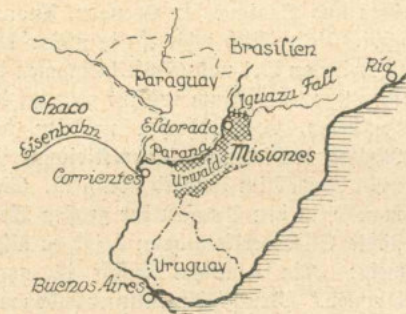 Brasilien
Rio
Paraguay
Iguazu Fall
Chaco
Eisenbahn
Eldorado
Parana
Misiones
Urwald
Corrientes
Uruguay
Buenos Aires